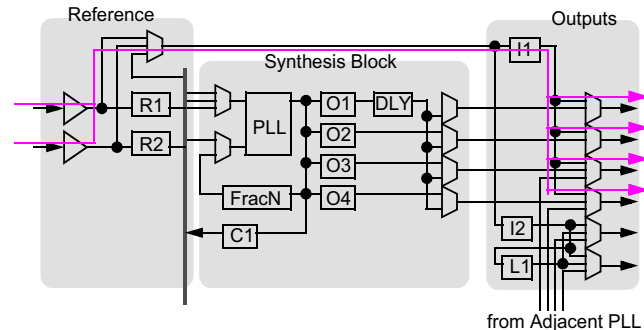 Reference
Outputs
Synthesis Block
I1
R1
O1
DLY
PLL
O2
R2
O3
FracN
O4
I2
C1
L1
from Adjacent PLL